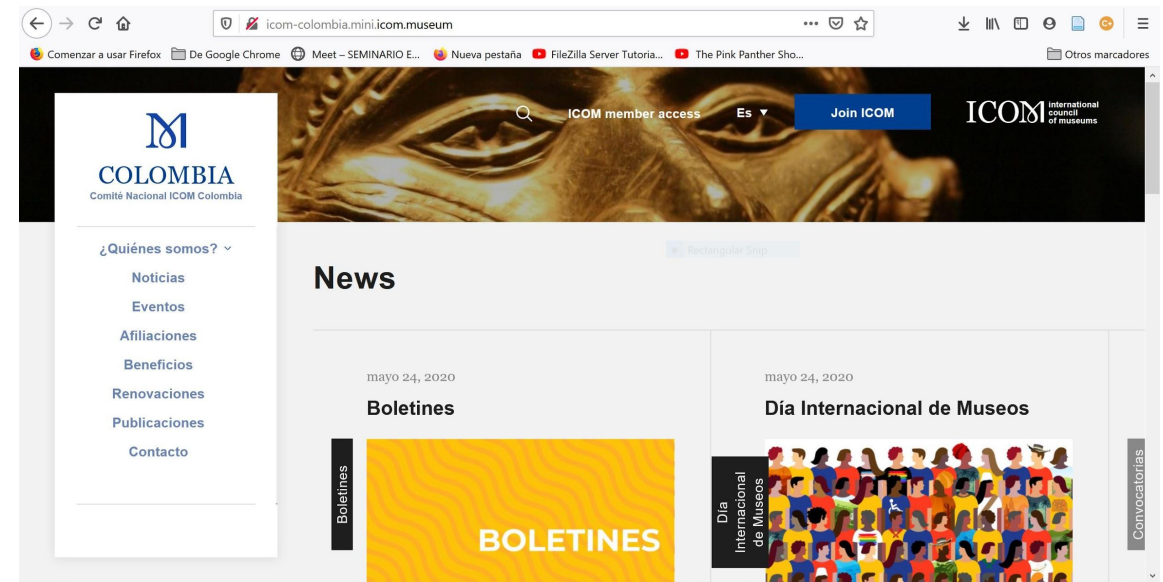 icom-colombia.mini.icom.museum
Comenzar a usar Firefox De Google Chrome Meet – SEMINARIO E... Nueva pestaña FileZilla Server Tutoria... The Pink Panther Sho... Otros marcadores
COLOMBIA
Comité Nacional ICOM Colombia
¿Quiénes somos?
Noticias
Eventos
Afiliaciones
Beneficios
Renovaciones
Publicaciones
Contacto
ICOM member access Es ▼ Join ICOM
ICOM international
council
of museums
Rectangular Snip
News
mayo 24, 2020
Boletines
Boletines
BOLETINES
mayo 24, 2020
Día Internacional de Museos
Día
Internacional
de Museos
Convocatorias